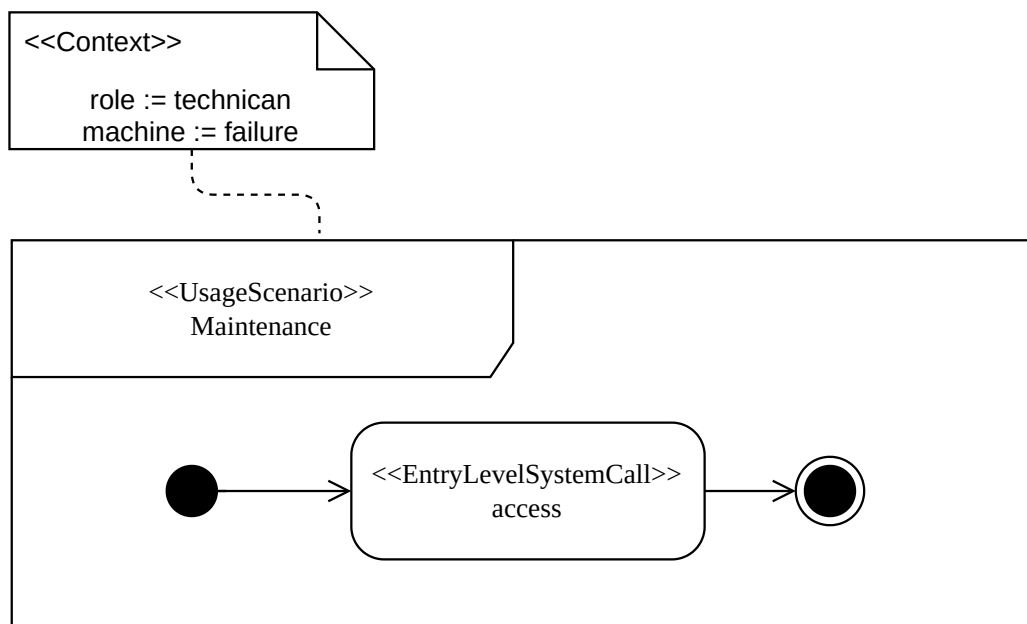 <<Context>>
role := technican
machine := failure
<<UsageScenario>>
Maintenance
<<EntryLevelSystemCall>>
access